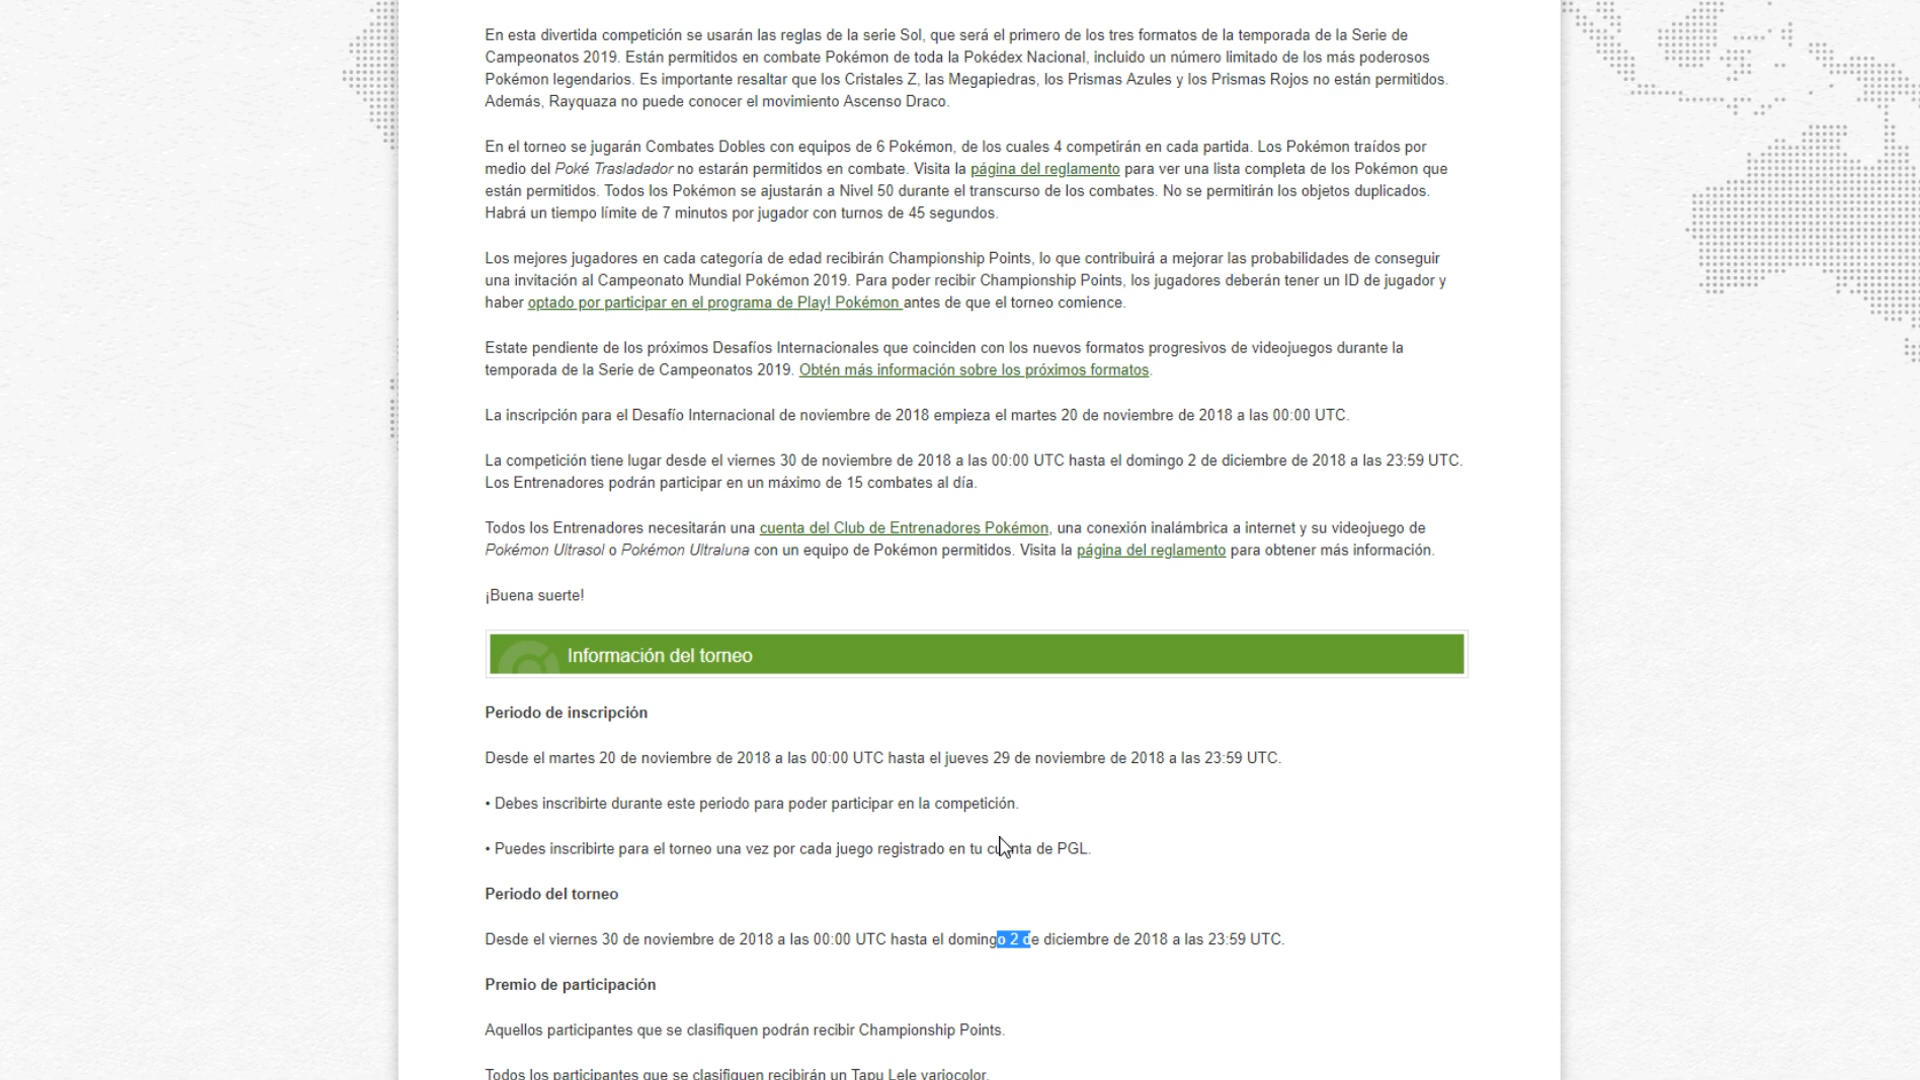 En esta divertida competición se usarán las reglas de la serie Sol, que será el primero de los tres formatos de la temporada de la Serie de
Campeonatos 2019. Están permitidos en combate Pokémon de toda la Pokédex Nacional, incluido un número limitado de los más poderosos
Pokémon legendarios. Es importante resaltar que los Cristales Z, las Megapiedras, los Prismas Azules y los Prismas Rojos no están permitidos.
Además, Rayquaza no puede conocer el movimiento Ascenso Draco.
En el torneo se jugarán Combates Dobles con equipos de 6 Pokémon, de los cuales 4 competirán en cada partida. Los Pokémon traídos por
medio del Poké Trasladador no estarán permitidos en combate. Visita la página del reglamento para ver una lista completa de los Pokémon que
están permitidos. Todos los Pokémon se ajustarán a Nivel 50 durante el transcurso de los combates. No se permitirán los objetos duplicados.
Habrá un tiempo límite de 7 minutos por jugador con turnos de 45 segundos.
Los mejores jugadores en cada categoría de edad recibirán Championship Points, lo que contribuirá a mejorar las probabilidades de conseguir
una invitación al Campeonato Mundial Pokémon 2019. Para poder recibir Championship Points, los jugadores deberán tener un ID de jugador y
haber optado por participar en el programa de Play! Pokémon antes de que el torneo comience.
Estate pendiente de los próximos Desafíos Internacionales que coinciden con los nuevos formatos progresivos de videojuegos durante la
temporada de la Serie de Campeonatos 2019. Obtén más información sobre los próximos formatos.
La inscripción para el Desafío Internacional de noviembre de 2018 empieza el martes 20 de noviembre de 2018 a las 00:00 UTC.
La competición tiene lugar desde el viernes 30 de noviembre de 2018 a las 00:00 UTC hasta el domingo 2 de diciembre de 2018 a las 23:59 UTC.
Los Entrenadores podrán participar en un máximo de 15 combates al día.
Todos los Entrenadores necesitarán una cuenta del Club de Entrenadores Pokémon, una conexión inalámbrica a internet y su videojuego de
Pokémon Ultrasol o Pokémon Ultraluna con un equipo de Pokémon permitidos. Visita la página del reglamento para obtener más información.
¡Buena suerte!
Información del torneo
Periodo de inscripción
Desde el martes 20 de noviembre de 2018 a las 00:00 UTC hasta el jueves 29 de noviembre de 2018 a las 23:59 UTC.
• Debes inscribirte durante este periodo para poder participar en la competición.
• Puedes inscribirte para el torneo una vez por cada juego registrado en tu cuenta de PGL.
Periodo del torneo
Desde el viernes 30 de noviembre de 2018 a las 00:00 UTC hasta el domingo 2 de diciembre de 2018 a las 23:59 UTC.
Premio de participación
Aquellos participantes que se clasifiquen podrán recibir Championship Points.
Todos los participantes que se clasifiquen recibirán un Tapu Lele variocolor.